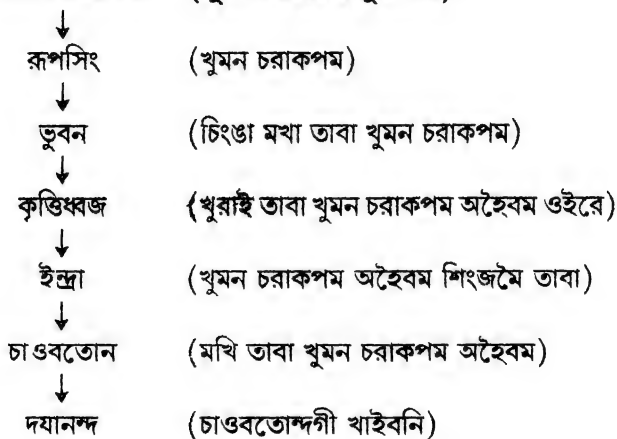 রূপসিং (খুমন চরাকপম)
ভুবন (চিংঙা মখা তাবা খুমন চরাকপম)
কৃত্তিধ্বজ (খুরাই তাবা খুমন চরাকপম অহৈবম ওইরে)
ইন্দ্রা (খুমন চরাকপম অহৈবম শিংজমৈ তাবা)
চাওবতোন (মখি তাবা খুমন চরাকপম অহৈবম)
দযানন্দ (চাওবতোন্দগী খাইবনি)